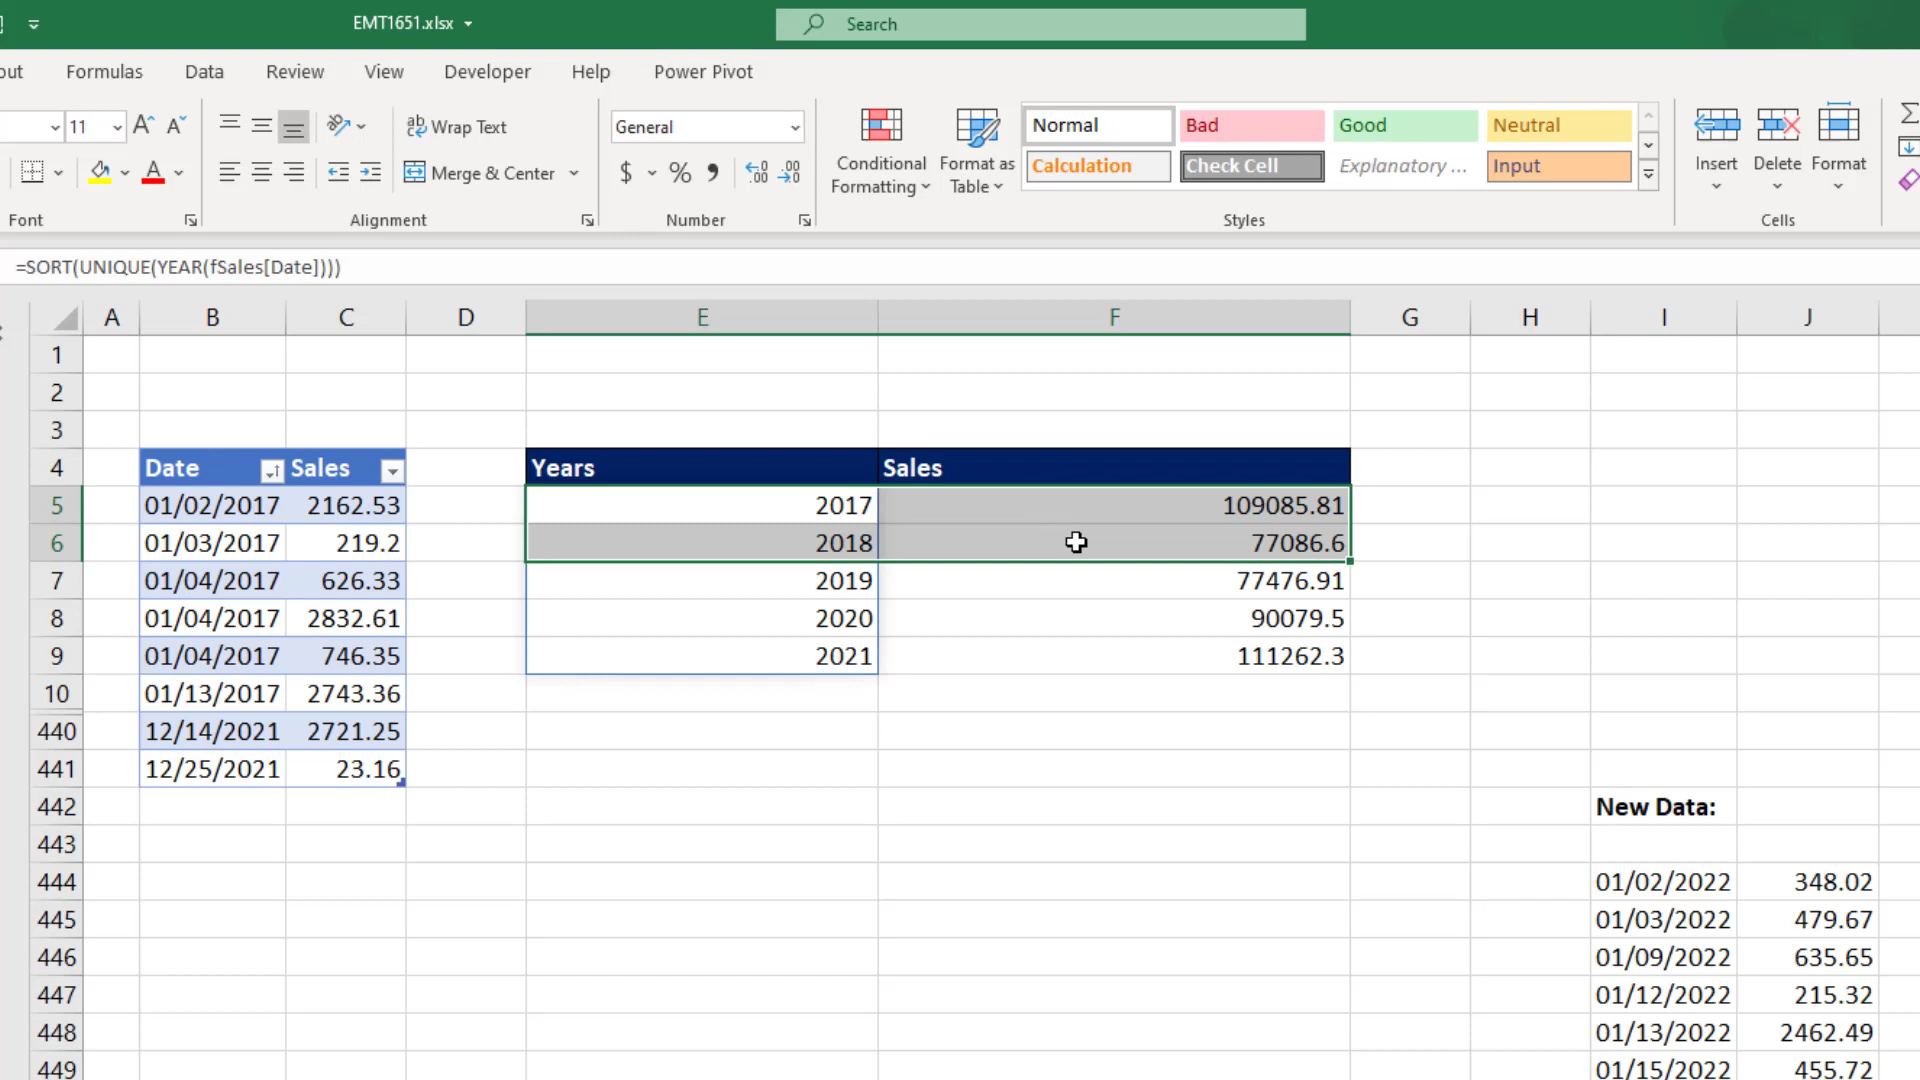 EMT1651.xlsx
Search
out Formulas Data Review View Developer Help Power Pivot
11 A A ab Wrap Text General Normal Bad Good Neutral
A Merge & Center $ % Conditional Formatting Format as Table Calculation Check Cell Explanatory ... Input Insert Delete Format
Font Alignment Number Styles Cells
=SORT(UNIQUE(YEAR(fSales[Date])))
A B C D E F G H I J
1
2
3
4 Date Sales Years Sales
5 01/02/2017 2162.53 2017 109085.81
6 01/03/2017 219.2 2018 77086.6
7 01/04/2017 626.33 2019 77476.91
8 01/04/2017 2832.61 2020 90079.5
9 01/04/2017 746.35 2021 111262.3
10 01/13/2017 2743.36
440 12/14/2021 2721.25
441 12/25/2021 23.16
442 New Data:
443
444 01/02/2022 348.02
445 01/03/2022 479.67
446 01/09/2022 635.65
447 01/12/2022 215.32
448 01/13/2022 2462.49
449 01/15/2022 455.72